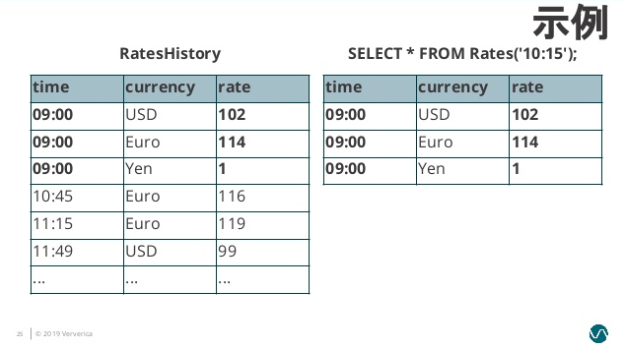 示例
RatesHistory
time currency rate
09:00 USD 102
09:00 Euro 114
09:00 Yen 1
10:45 Euro 116
11:15 Euro 119
11:49 USD 99
... ... ...
SELECT * FROM Rates('10:15');
time currency rate
09:00 USD 102
09:00 Euro 114
09:00 Yen 1
25 © 2019 Ververica